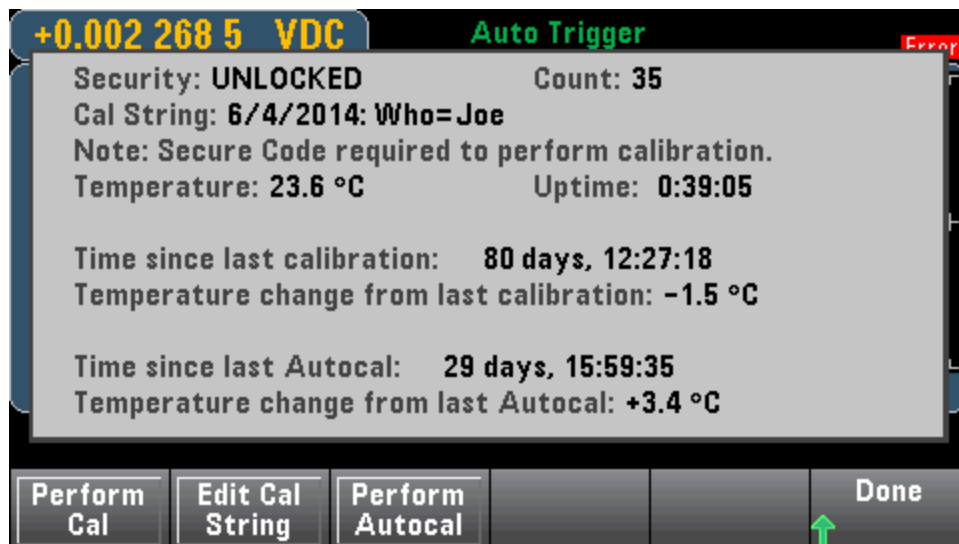 +0.002 268 5 VDC Auto Trigger
Error
Security: UNLOCKED Count: 35
Cal String: 6/4/2014: Who=Joe
Note: Secure Code required to perform calibration.
Temperature: 23.6 °C Uptime: 0:39:05
Time since last calibration: 80 days, 12:27:18
Temperature change from last calibration: -1.5 °C
Time since last Autocal: 29 days, 15:59:35
Temperature change from last Autocal: +3.4 °C
Perform Cal
Edit Cal String
Perform Autocal
Done